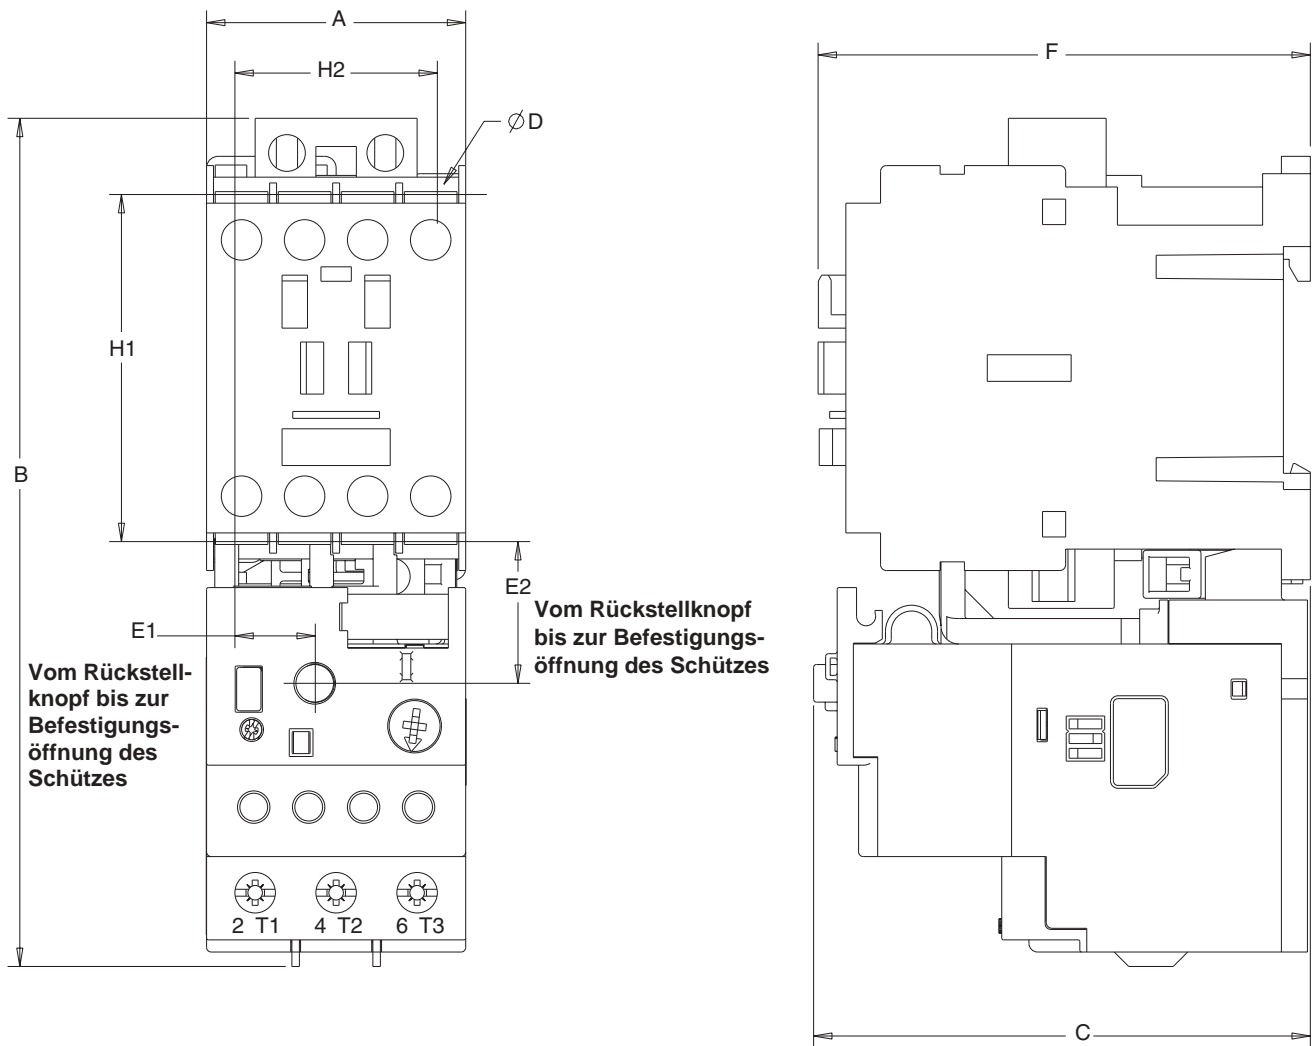 A
H2
F
⌀D
H1
B
E2
Vom Rückstellknopf
bis zur Befestigungs-
öffnung des Schützes
E1
Vom Rückstell-
knopf bis zur
Befestigungs-
öffnung des
Schützes
2 T1 4 T2 6 T3
C